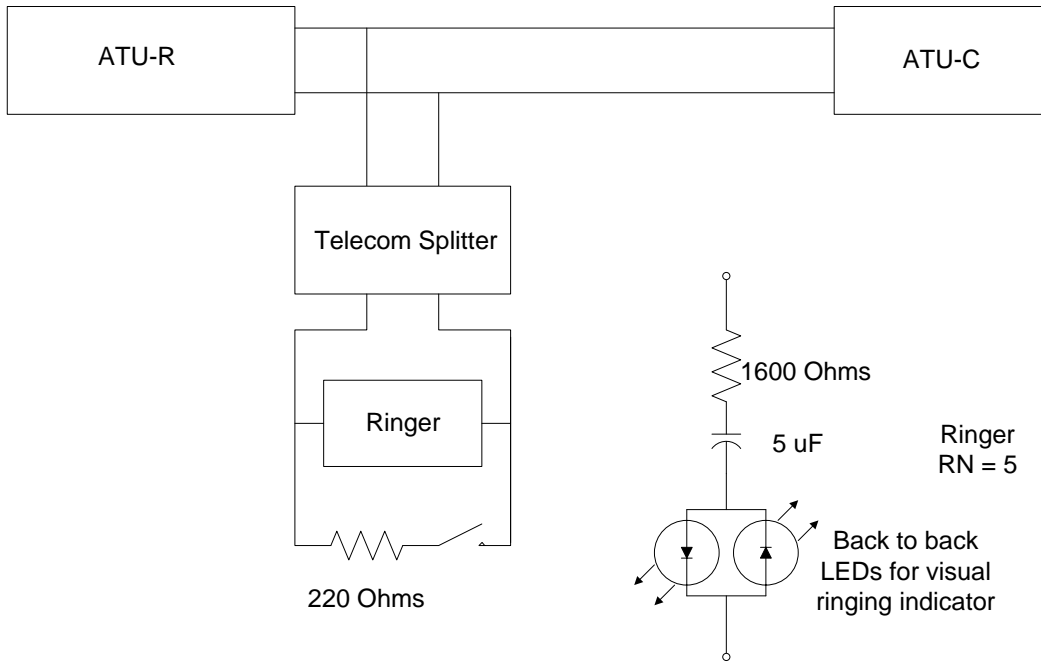 ATU-R
ATU-C
Telecom Splitter
Ringer
220 Ohms
1600 Ohms
5 uF
Ringer
RN = 5
Back to back
LEDs for visual
ringing indicator